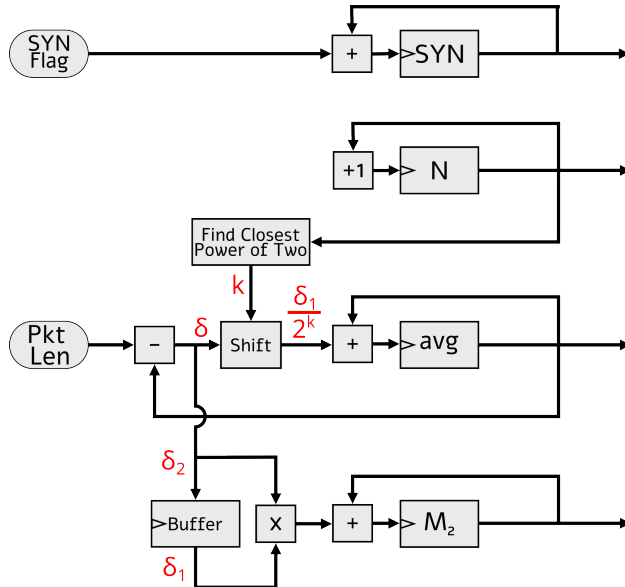 SYN
Flag
+
SYN
+1
N
Find Closest
Power of Two
k
δ₁
2ᵏ
Pkt
Len
-
δ
Shift
+
avg
δ₂
Buffer
x
+
M₂
δ₁